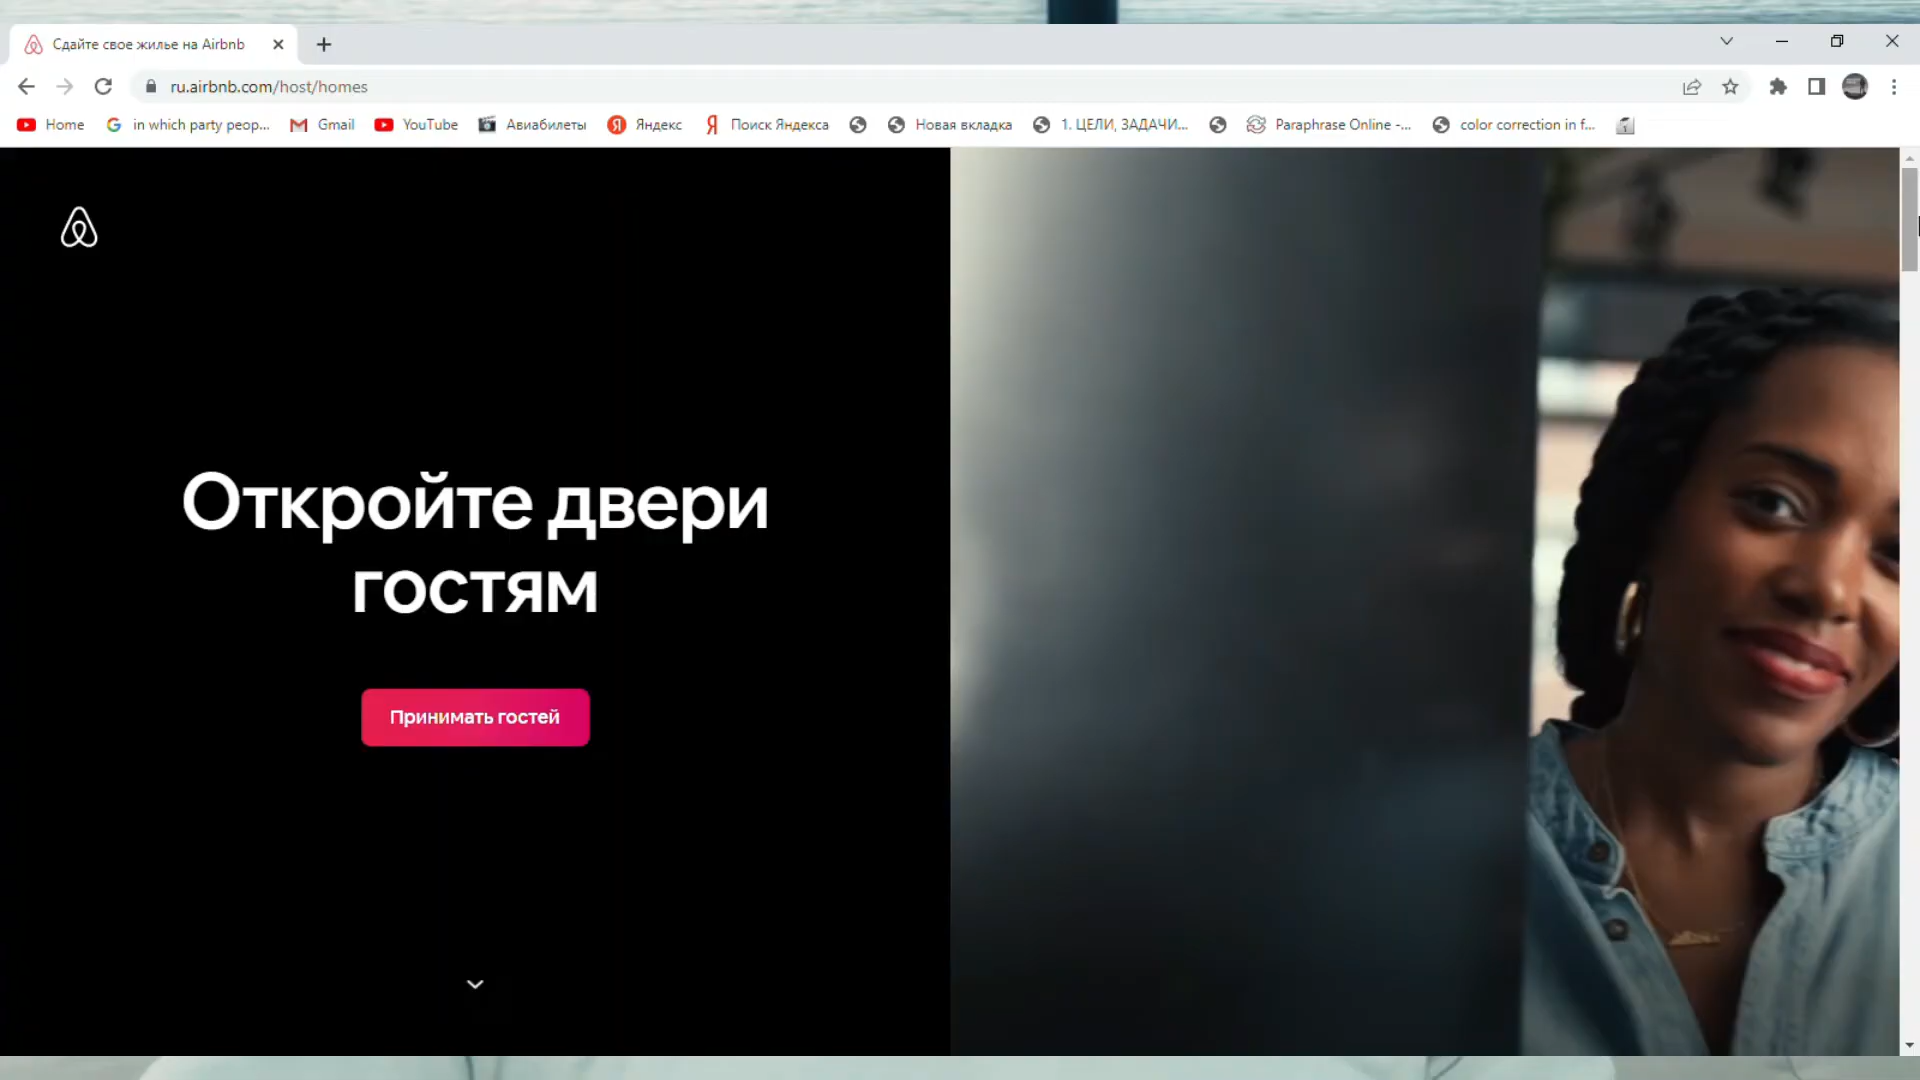 Сдайте свое жилье на Airbnb
ru.airbnb.com/host/homes
Home in which party peop... Gmail YouTube Авиабилеты Яндекс Поиск Яндекса Новая вкладка 1. ЦЕЛИ, ЗАДАЧИ... Paraphrase Online -... color correction in f...
Откройте двери
гостям
Принимать гостей